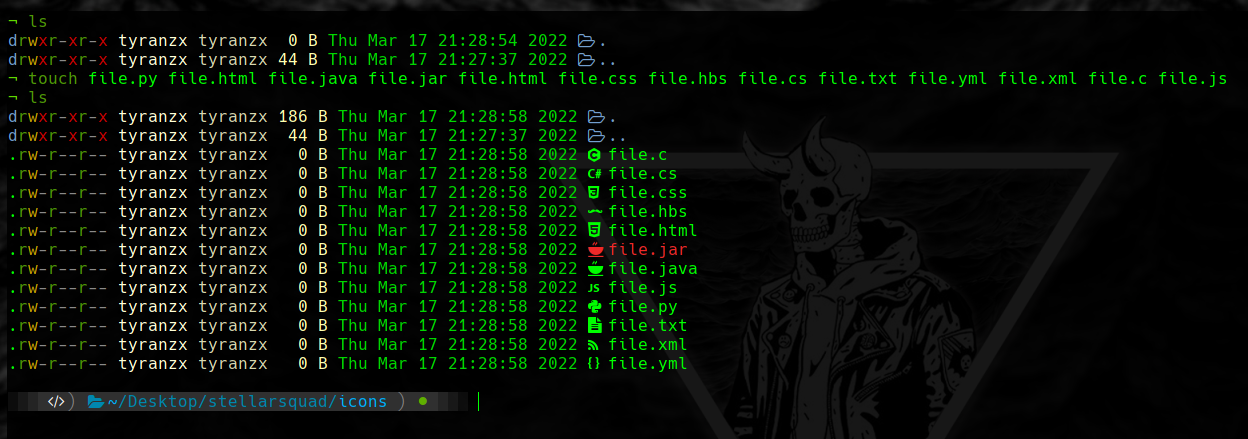 ¬ ls
drwxr-xr-x tyranzx tyranzx 0 B Thu Mar 17 21:28:54 2022 .
drwxr-xr-x tyranzx tyranzx 44 B Thu Mar 17 21:27:37 2022 ..
¬ touch file.py file.html file.java file.jar file.html file.css file.hbs file.cs file.txt file.yml file.xml file.c file.js
¬ ls
drwxr-xr-x tyranzx tyranzx 186 B Thu Mar 17 21:28:58 2022 .
drwxr-xr-x tyranzx tyranzx 44 B Thu Mar 17 21:27:37 2022 ..
.rw-r--r-- tyranzx tyranzx 0 B Thu Mar 17 21:28:58 2022 file.c
.rw-r--r-- tyranzx tyranzx 0 B Thu Mar 17 21:28:58 2022 C# file.cs
.rw-r--r-- tyranzx tyranzx 0 B Thu Mar 17 21:28:58 2022 file.css
.rw-r--r-- tyranzx tyranzx 0 B Thu Mar 17 21:28:58 2022 file.hbs
.rw-r--r-- tyranzx tyranzx 0 B Thu Mar 17 21:28:58 2022 file.html
.rw-r--r-- tyranzx tyranzx 0 B Thu Mar 17 21:28:58 2022 file.jar
.rw-r--r-- tyranzx tyranzx 0 B Thu Mar 17 21:28:58 2022 file.java
.rw-r--r-- tyranzx tyranzx 0 B Thu Mar 17 21:28:58 2022 JS file.js
.rw-r--r-- tyranzx tyranzx 0 B Thu Mar 17 21:28:58 2022 file.py
.rw-r--r-- tyranzx tyranzx 0 B Thu Mar 17 21:28:58 2022 file.txt
.rw-r--r-- tyranzx tyranzx 0 B Thu Mar 17 21:28:58 2022 file.xml
.rw-r--r-- tyranzx tyranzx 0 B Thu Mar 17 21:28:58 2022 {} file.yml
</>) ~/Desktop/stellarsquad/icons ) ●